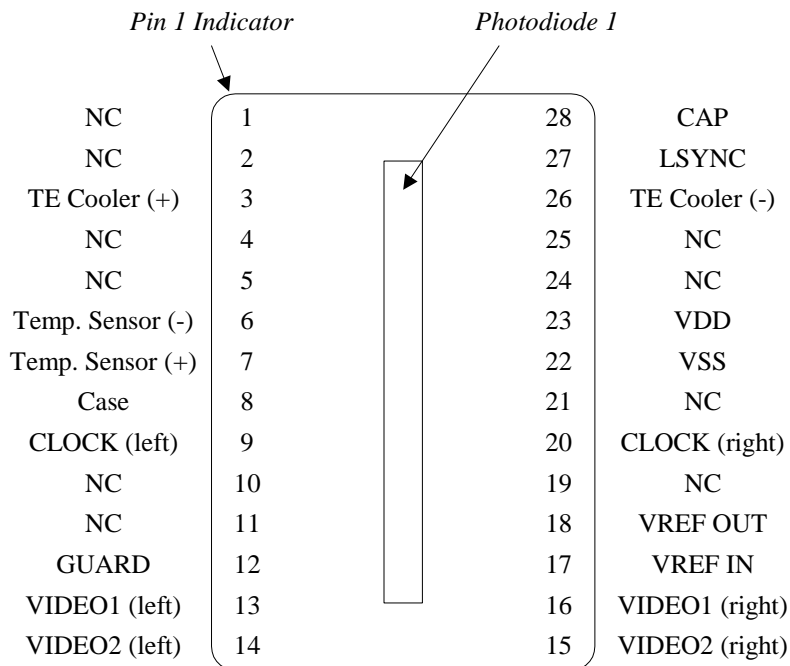 Pin 1 Indicator Photodiode 1
NC 1 28 CAP
NC 2 27 LSYNC
TE Cooler (+) 3 26 TE Cooler (-)
NC 4 25 NC
NC 5 24 NC
Temp. Sensor (-) 6 23 VDD
Temp. Sensor (+) 7 22 VSS
Case 8 21 NC
CLOCK (left) 9 20 CLOCK (right)
NC 10 19 NC
NC 11 18 VREF OUT
GUARD 12 17 VREF IN
VIDEO1 (left) 13 16 VIDEO1 (right)
VIDEO2 (left) 14 15 VIDEO2 (right)